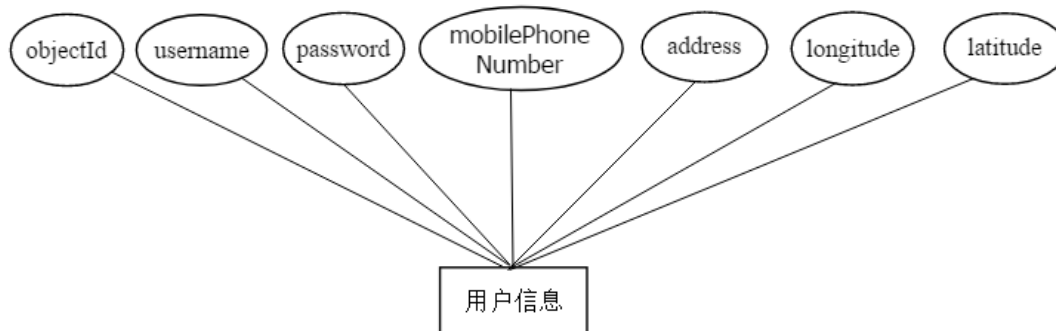 objectId
username
password
mobilePhone
Number
address
longitude
latitude
用户信息